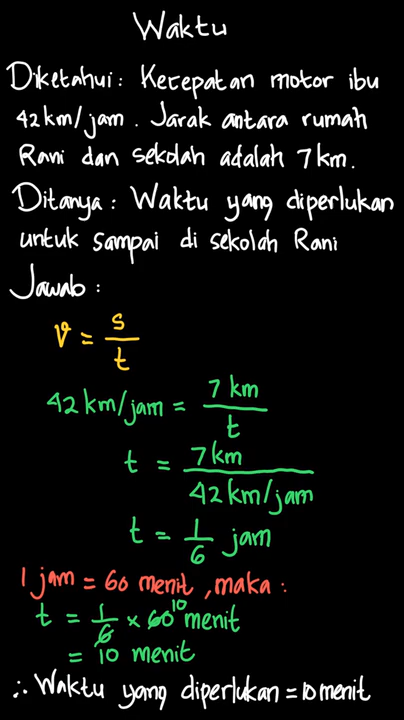 Waktu
Diketahui : Kecepatan motor ibu
42 km/jam . Jarak antara rumah
Rani dan sekolah adalah 7 km.
Ditanya : Waktu yang diperlukan
untuk sampai di sekolah Rani
Jawab :
v = s/t
42 km/jam = 7 km/t
t = 7 km/42 km/jam
t = 1/6 jam
1 jam = 60 menit , maka :
t = 1/6 × 60 10 menit
= 10 menit
∴ Waktu yang diperlukan = 10 menit